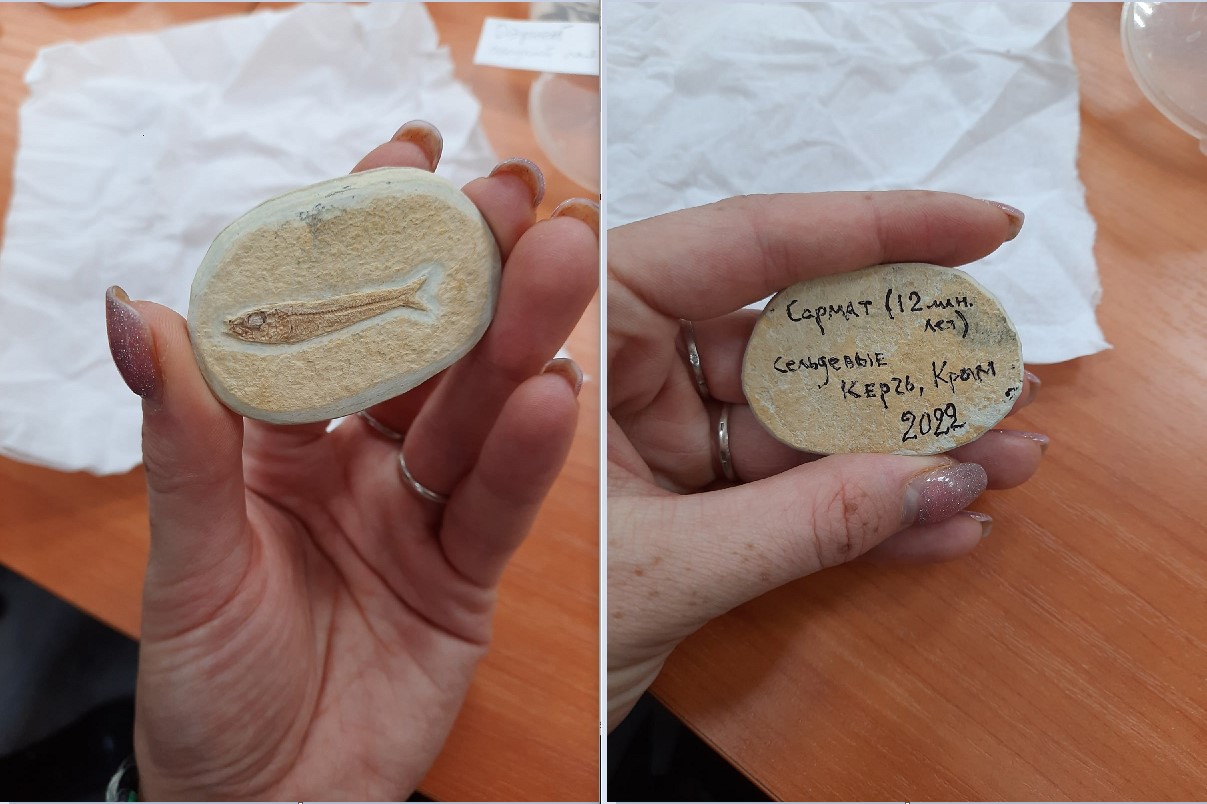 Сармат (12 млн.
лет)
сельдевые
Керчь, Крым
2022